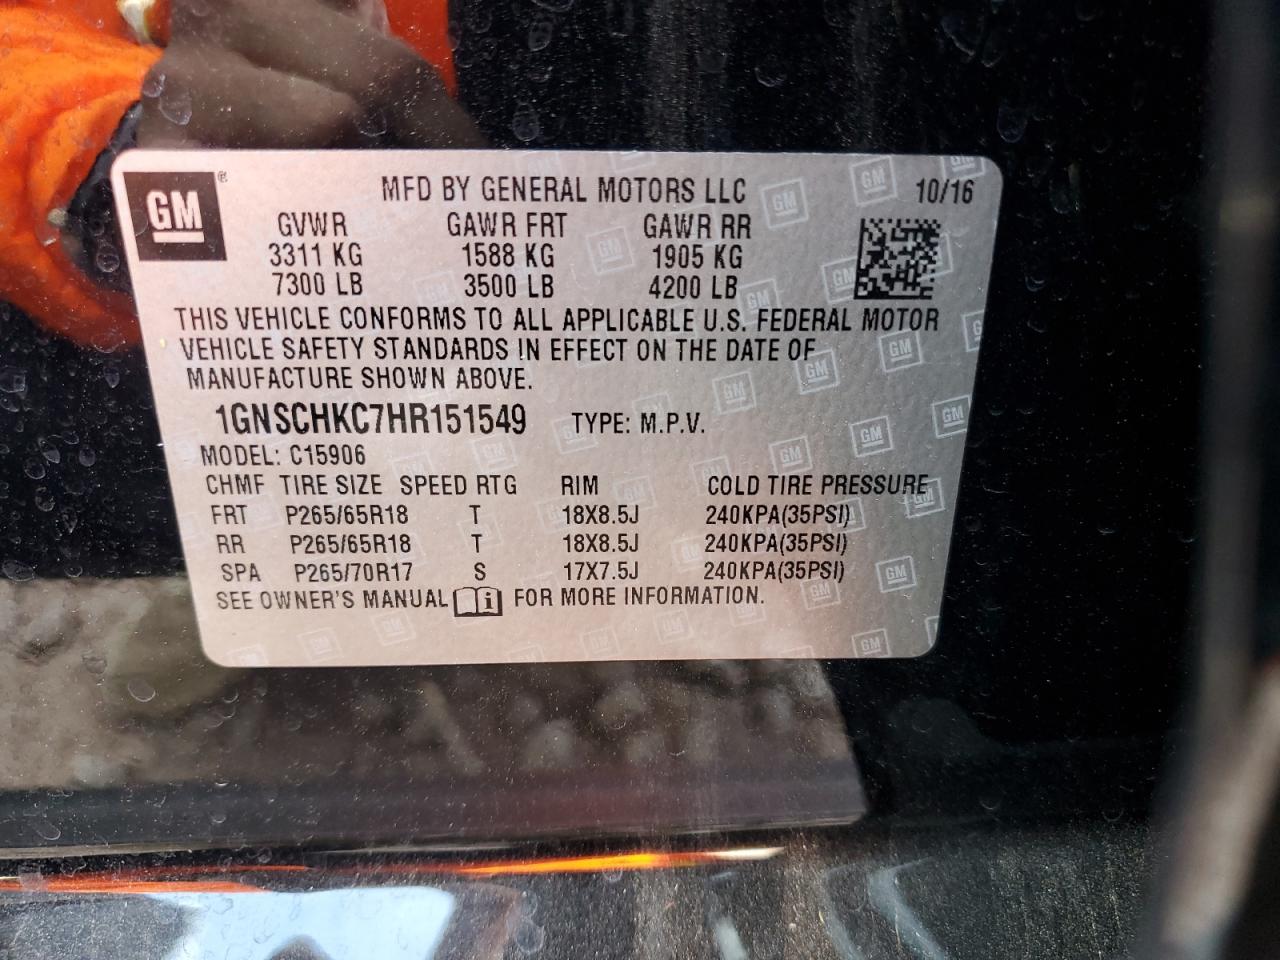 GM® MFD BY GENERAL MOTORS LLC 10/16
GVWR GAWR FRT GAWR RR
3311 KG 1588 KG 1905 KG
7300 LB 3500 LB 4200 LB
THIS VEHICLE CONFORMS TO ALL APPLICABLE U.S. FEDERAL MOTOR
VEHICLE SAFETY STANDARDS IN EFFECT ON THE DATE OF
MANUFACTURE SHOWN ABOVE.
1GNSCHKC7HR151549 TYPE: M.P.V.
MODEL: C15906
CHMF TIRE SIZE SPEED RTG RIM COLD TIRE PRESSURE
FRT P265/65R18 T 18X8.5J 240KPA(35PSI)
RR P265/65R18 T 18X8.5J 240KPA(35PSI)
SPA P265/70R17 S 17X7.5J 240KPA(35PSI)
SEE OWNER'S MANUAL i FOR MORE INFORMATION.